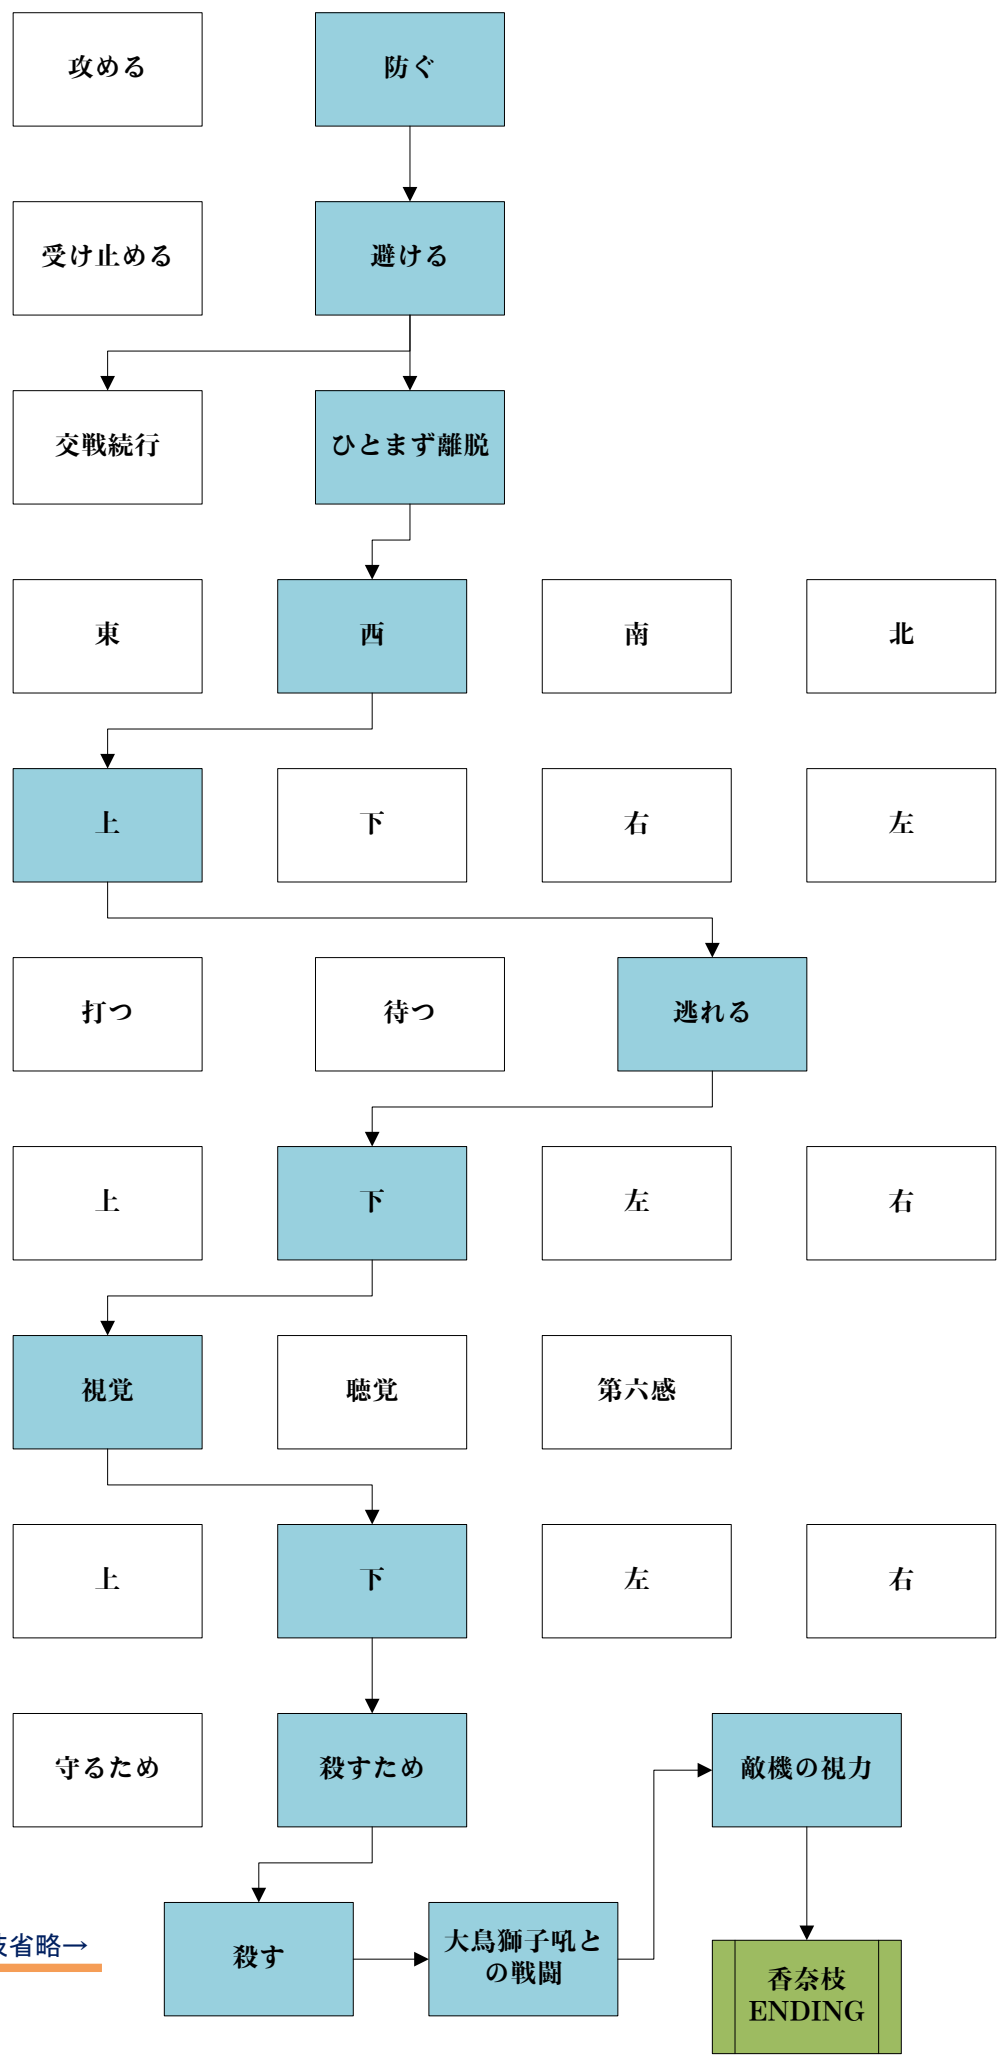 攻める
防ぐ
受け止める
避ける
交戦続行
ひとまず離脱
東
西
南
北
上
下
右
左
打つ
待つ
逃れる
上
下
左
右
視覚
聴覚
第六感
上
下
左
右
守るため
殺すため
敵機の視力
省略→
殺す
大鳥獅子吼と
の戦闘
香奈枝
ENDING